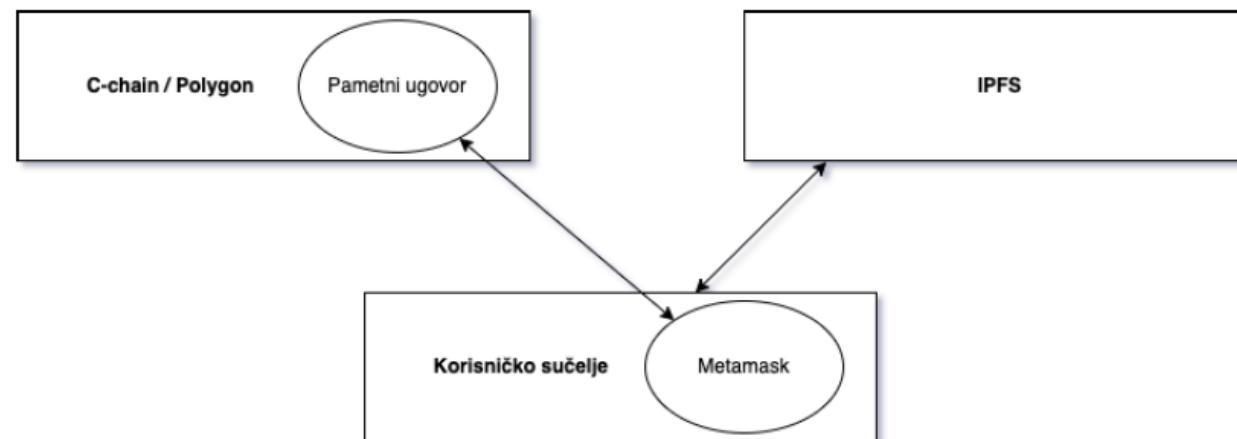 C-chain / Polygon
Pametni ugovor
IPFS
Korisničko sučelje
Metamask